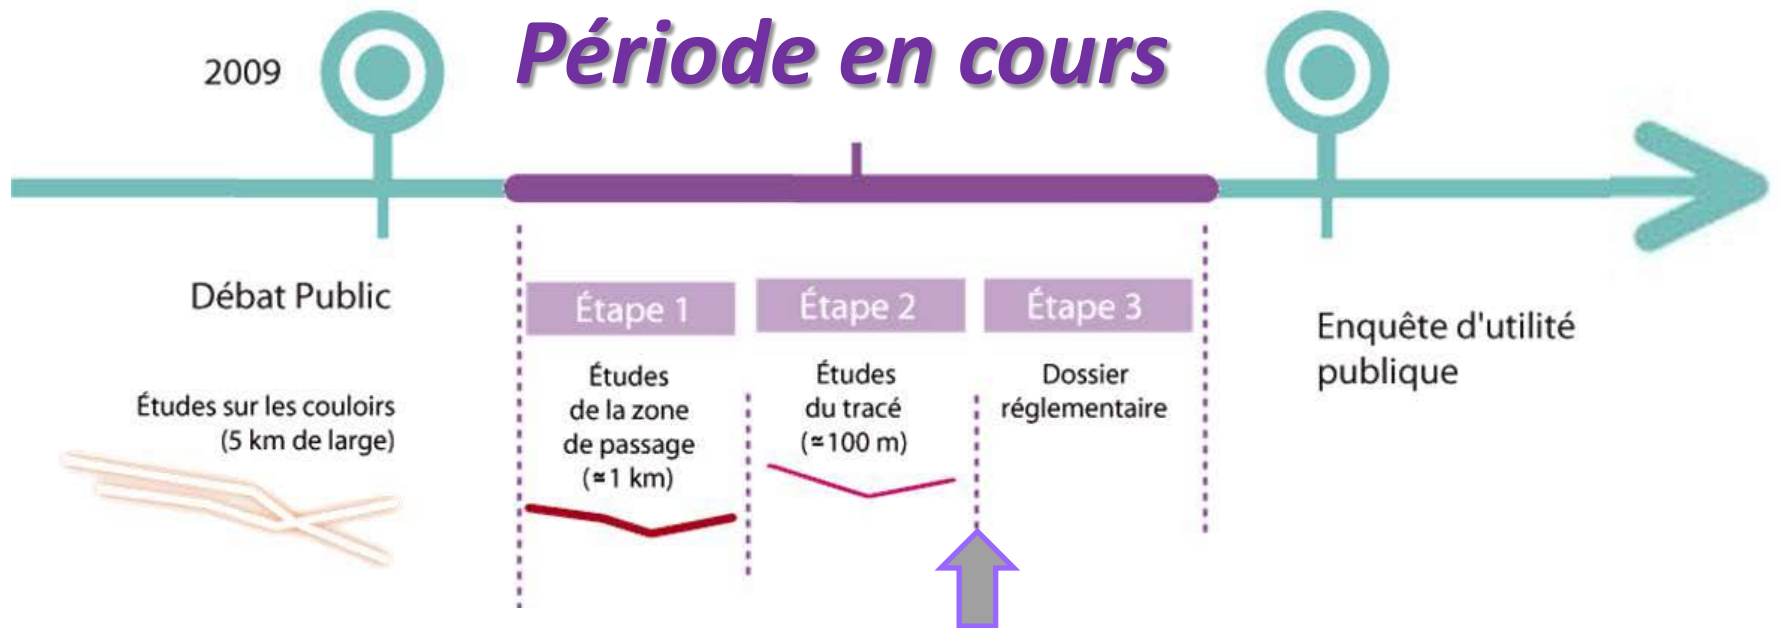 Période en cours
2009
Débat Public
Études sur les couloirs
(5 km de large)
Étape 1
Études
de la zone
de passage
(≃1 km)
Étape 2
Études
du tracé
(≃100 m)
Étape 3
Dossier
réglementaire
Enquête d'utilité
publique